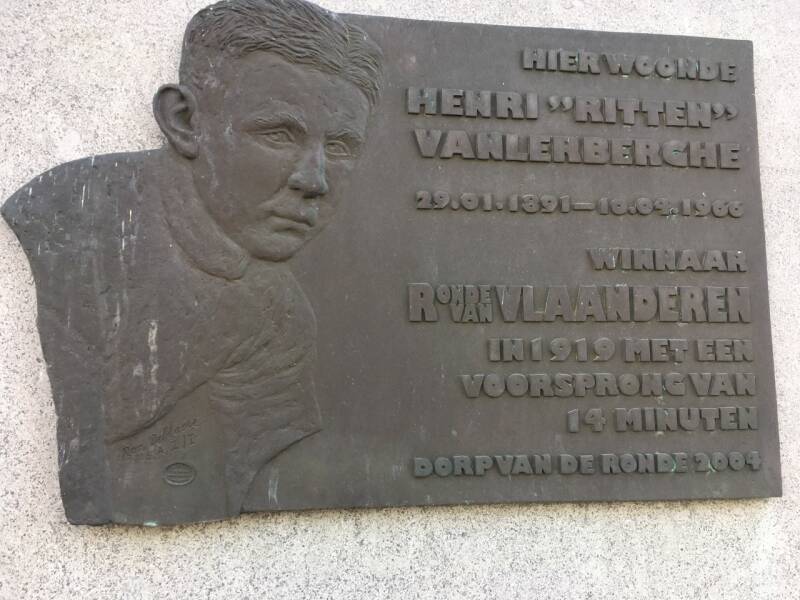 HIER WOONDE
HENRI "RITTEN"
VANLERBERGHE
29.01.1891 – 10.04.1966
WINNAAR
RONDE VAN VLAANDEREN
IN 1919 MET EEN
VOORSPRONG VAN
14 MINUTEN
DORP VAN DE RONDE 2004